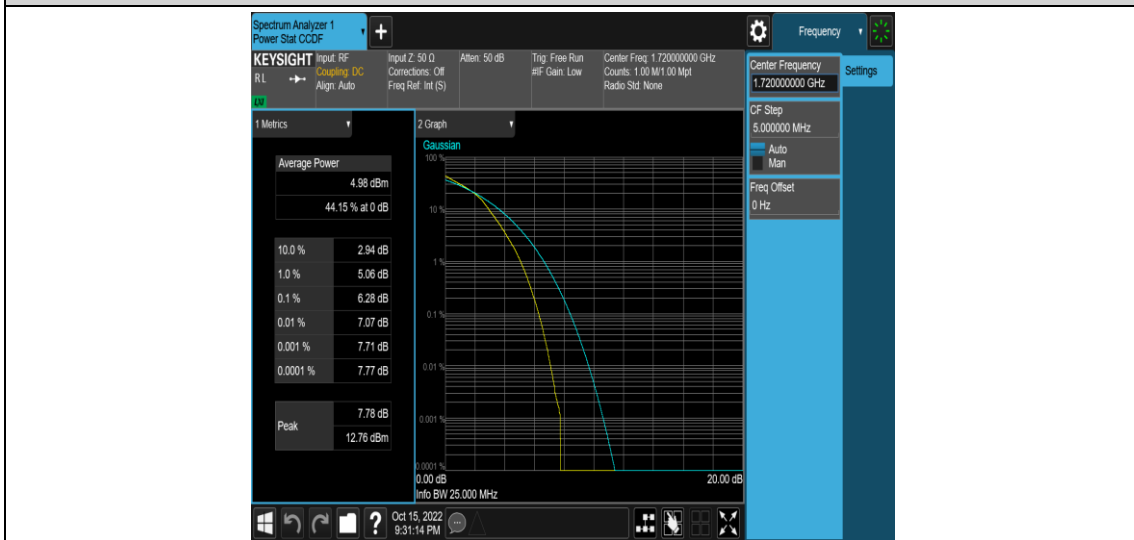 Spectrum Analyzer 1
Power Stat CCDF
+
Frequency
KEYSIGHT
RL
LXI
Input: RF
Coupling: DC
Align: Auto
Input Z: 50 Ω
Corrections: Off
Freq Ref: Int (S)
Atten: 50 dB
Trig: Free Run
#IF Gain: Low
Center Freq: 1.720000000 GHz
Counts: 1.00 M/1.00 Mpt
Radio Std: None
1 Metrics
Average Power
4.98 dBm
44.15 % at 0 dB
10.0 % 2.94 dB
1.0 % 5.06 dB
0.1 % 6.28 dB
0.01 % 7.07 dB
0.001 % 7.71 dB
0.0001 % 7.77 dB
Peak
7.78 dB
12.76 dBm
2 Graph
Gaussian
100 %
10 %
1 %
0.1 %
0.01 %
0.001 %
0.0001 %
0.00 dB
20.00 dB
Info BW 25.000 MHz
Center Frequency
1.720000000 GHz
Settings
CF Step
5.000000 MHz
Auto
Man
Freq Offset
0 Hz
?
Oct 15, 2022
9:31:14 PM